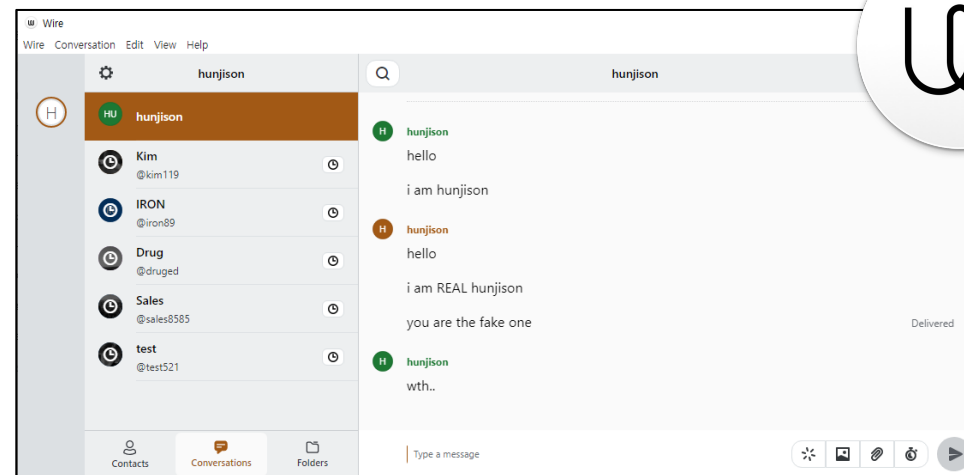 Wire
Wire Conversation Edit View Help
hunjison
hunjison
H
HU hunjison
Kim
@kim119
IRON
@iron89
Drug
@druged
Sales
@sales8585
test
@test521
Contacts Conversations Folders
H hunjison
hello
i am hunjison
H hunjison
hello
i am REAL hunjison
you are the fake one Delivered
H hunjison
wth..
Type a message